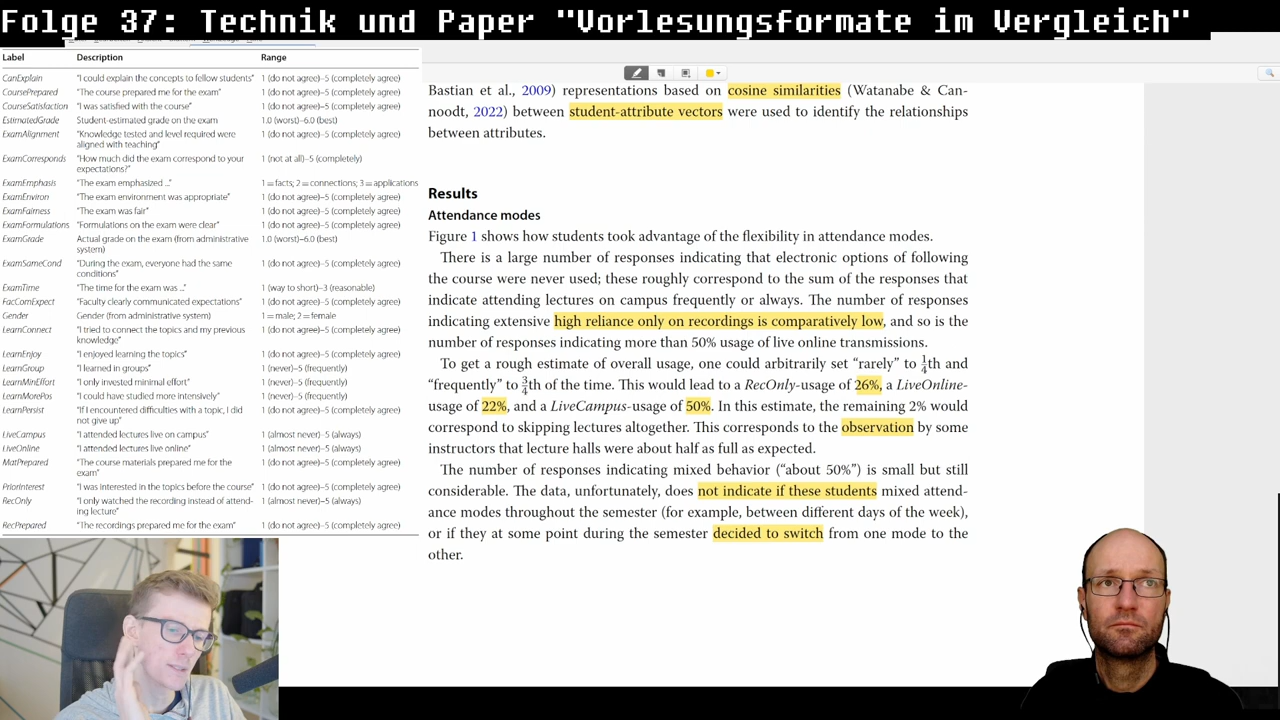 Folge 37: Technik und Paper "Vorlesungsformate im Vergleich"
Label Description Range
CanExplain "I could explain the concepts to fellow students" 1 (do not agree)–5 (completely agree)
CoursePrepared "The course prepared me for the exam" 1 (do not agree)–5 (completely agree)
CourseSatisfaction "I was satisfied with the course" 1 (do not agree)–5 (completely agree)
EstimatedGrade Student-estimated grade on the exam 1.0 (worst)–6.0 (best)
ExamAlignment "Knowledge tested and level required were 1 (do not agree)–5 (completely agree)
aligned with teaching"
ExamCorresponds "How much did the exam correspond to your 1 (not at all)–5 (completely)
expectations?"
ExamEmphasis "The exam emphasized ..." 1 = facts; 2 = connections; 3 = applications
ExamEnviron "The exam environment was appropriate" 1 (do not agree)–5 (completely agree)
ExamFairness "The exam was fair" 1 (do not agree)–5 (completely agree)
ExamFormulations "Formulations on the exam were clear" 1 (do not agree)–5 (completely agree)
ExamGrade Actual grade on the exam (from administrative 1.0 (worst)–6.0 (best)
system)
ExamSameCond "During the exam, everyone had the same 1 (do not agree)–5 (completely agree)
conditions"
ExamTime "The time for the exam was ..." 1 (way to short)–3 (reasonable)
FacComExpect "Faculty clearly communicated expectations" 1 (do not agree)–5 (completely agree)
Gender Gender (from administrative system) 1 = male; 2 = female
LearnConnect "I tried to connect the topics and my previous 1 (do not agree)–5 (completely agree)
knowledge"
LearnEnjoy "I enjoyed learning the topics" 1 (do not agree)–5 (completely agree)
LearnGroup "I learned in groups" 1 (never)–5 (frequently)
LearnMinEffort "I only invested minimal effort" 1 (never)–5 (frequently)
LearnMorePos "I could have studied more intensively" 1 (never)–5 (frequently)
LearnPersist "If I encountered difficulties with a topic, I did 1 (do not agree)–5 (completely agree)
not give up"
LiveCampus "I attended lectures live on campus" 1 (almost never)–5 (always)
LiveOnline "I attended lectures live online" 1 (almost never)–5 (always)
MatPrepared "The course materials prepared me for the 1 (do not agree)–5 (completely agree)
exam"
PriorInterest "I was interested in the topics before the course" 1 (do not agree)–5 (completely agree)
RecOnly "I only watched the recording instead of attend- 1 (almost never)–5 (always)
ing lecture"
RecPrepared "The recordings prepared me for the exam" 1 (do not agree)–5 (completely agree)
Bastian et al., 2009) representations based on cosine similarities (Watanabe & Can-
noodt, 2022) between student-attribute vectors were used to identify the relationships
between attributes.
Results
Attendance modes
Figure 1 shows how students took advantage of the flexibility in attendance modes.
There is a large number of responses indicating that electronic options of following
the course were never used; these roughly correspond to the sum of the responses that
indicate attending lectures on campus frequently or always. The number of responses
indicating extensive high reliance only on recordings is comparatively low, and so is the
number of responses indicating more than 50% usage of live online transmissions.
To get a rough estimate of overall usage, one could arbitrarily set "rarely" to 1/4th and
"frequently" to 3/4th of the time. This would lead to a RecOnly-usage of 26%, a LiveOnline-
usage of 22%, and a LiveCampus-usage of 50%. In this estimate, the remaining 2% would
correspond to skipping lectures altogether. This corresponds to the observation by some
instructors that lecture halls were about half as full as expected.
The number of responses indicating mixed behavior ("about 50%") is small but still
considerable. The data, unfortunately, does not indicate if these students mixed attend-
ance modes throughout the semester (for example, between different days of the week),
or if they at some point during the semester decided to switch from one mode to the
other.